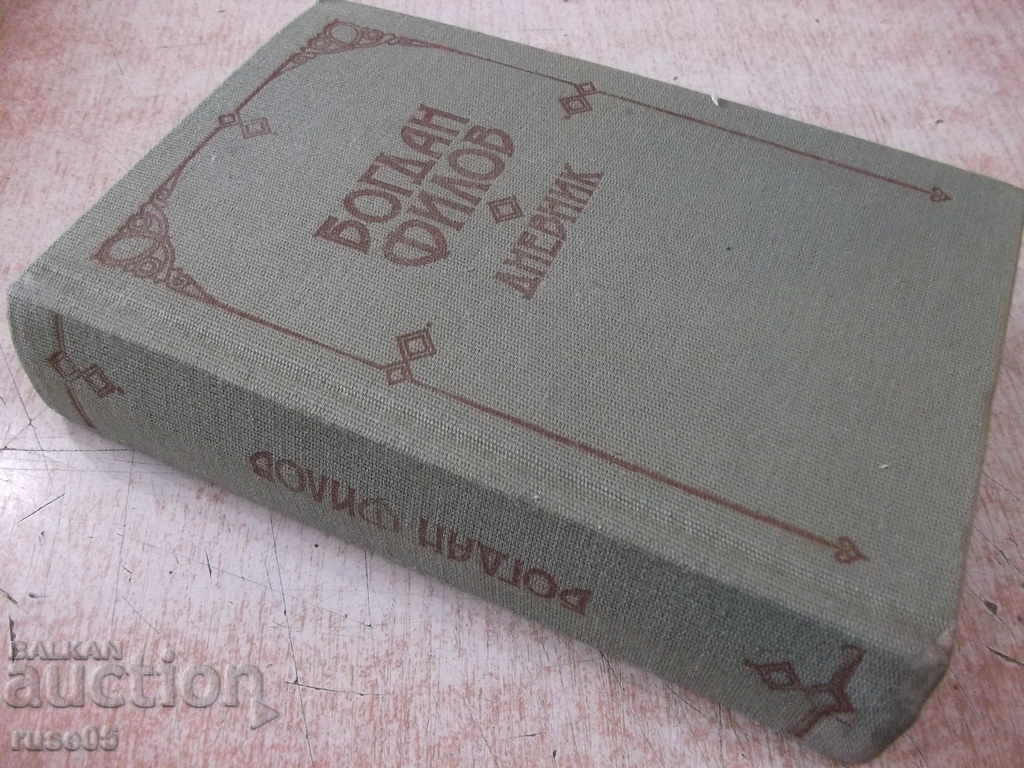 БОГДАН
ФИЛОВ
ДНЕВНИК
БОГДАН ФИЛОВ
BALKAN
auction
ruse05